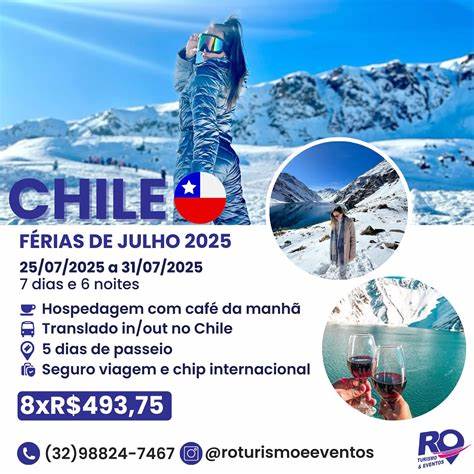 CHILE
FÉRIAS DE JULHO 2025
25/07/2025 a 31/07/2025
7 dias e 6 noites
Hospedagem com café da manhã
Translado in/out no Chile
5 dias de passeio
Seguro viagem e chip internacional
8xR$493,75
(32)98824-7467
@roturismoeeventos
RO
TURISMO
& EVENTOS